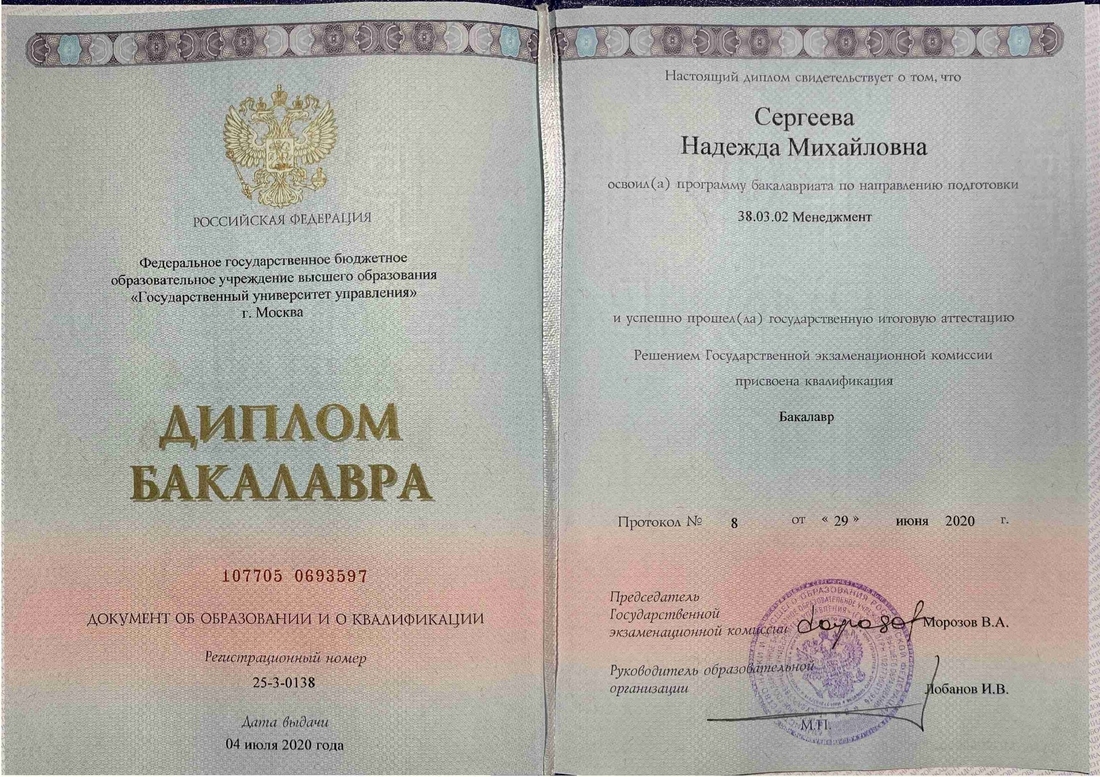 РОССИЙСКАЯ ФЕДЕРАЦИЯ
Федеральное государственное бюджетное
образовательное учреждение высшего образования
«Государственный университет управления»
г. Москва
ДИПЛОМ
БАКАЛАВРА
107705 0693597
ДОКУМЕНТ ОБ ОБРАЗОВАНИИ И О КВАЛИФИКАЦИИ
Регистрационный номер
25-3-0138
Дата выдачи
04 июля 2020 года
Настоящий диплом свидетельствует о том, что
Сергеева
Надежда Михайловна
освоил(а) программу бакалавриата по направлению подготовки
38.03.02 Менеджмент
и успешно прошел(ла) государственную итоговую аттестацию
Решением Государственной экзаменационной комиссии
присвоена квалификация
Бакалавр
Протокол № 8 от « 29 » июня 2020 г.
Председатель
Государственной
экзаменационной комиссии Морозов В.А.
Руководитель образовательной
организации Лобанов И.В.
М.П.